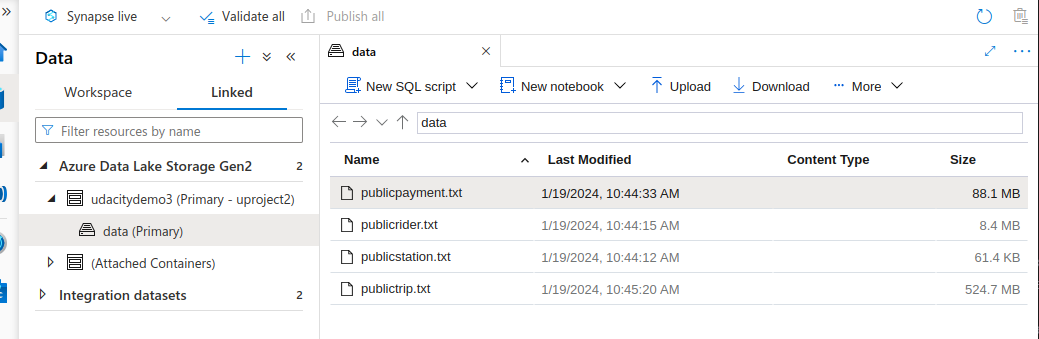 Synapse live Validate all Publish all
Data
Workspace Linked
Filter resources by name
Azure Data Lake Storage Gen2 2
udacitydemo3 (Primary - uproject2)
data (Primary)
(Attached Containers)
Integration datasets 2
data
New SQL script New notebook Upload Download More
data
Name Last Modified Content Type Size
publicpayment.txt 1/19/2024, 10:44:33 AM 88.1 MB
publicrider.txt 1/19/2024, 10:44:15 AM 8.4 MB
publicstation.txt 1/19/2024, 10:44:12 AM 61.4 KB
publictrip.txt 1/19/2024, 10:45:20 AM 524.7 MB